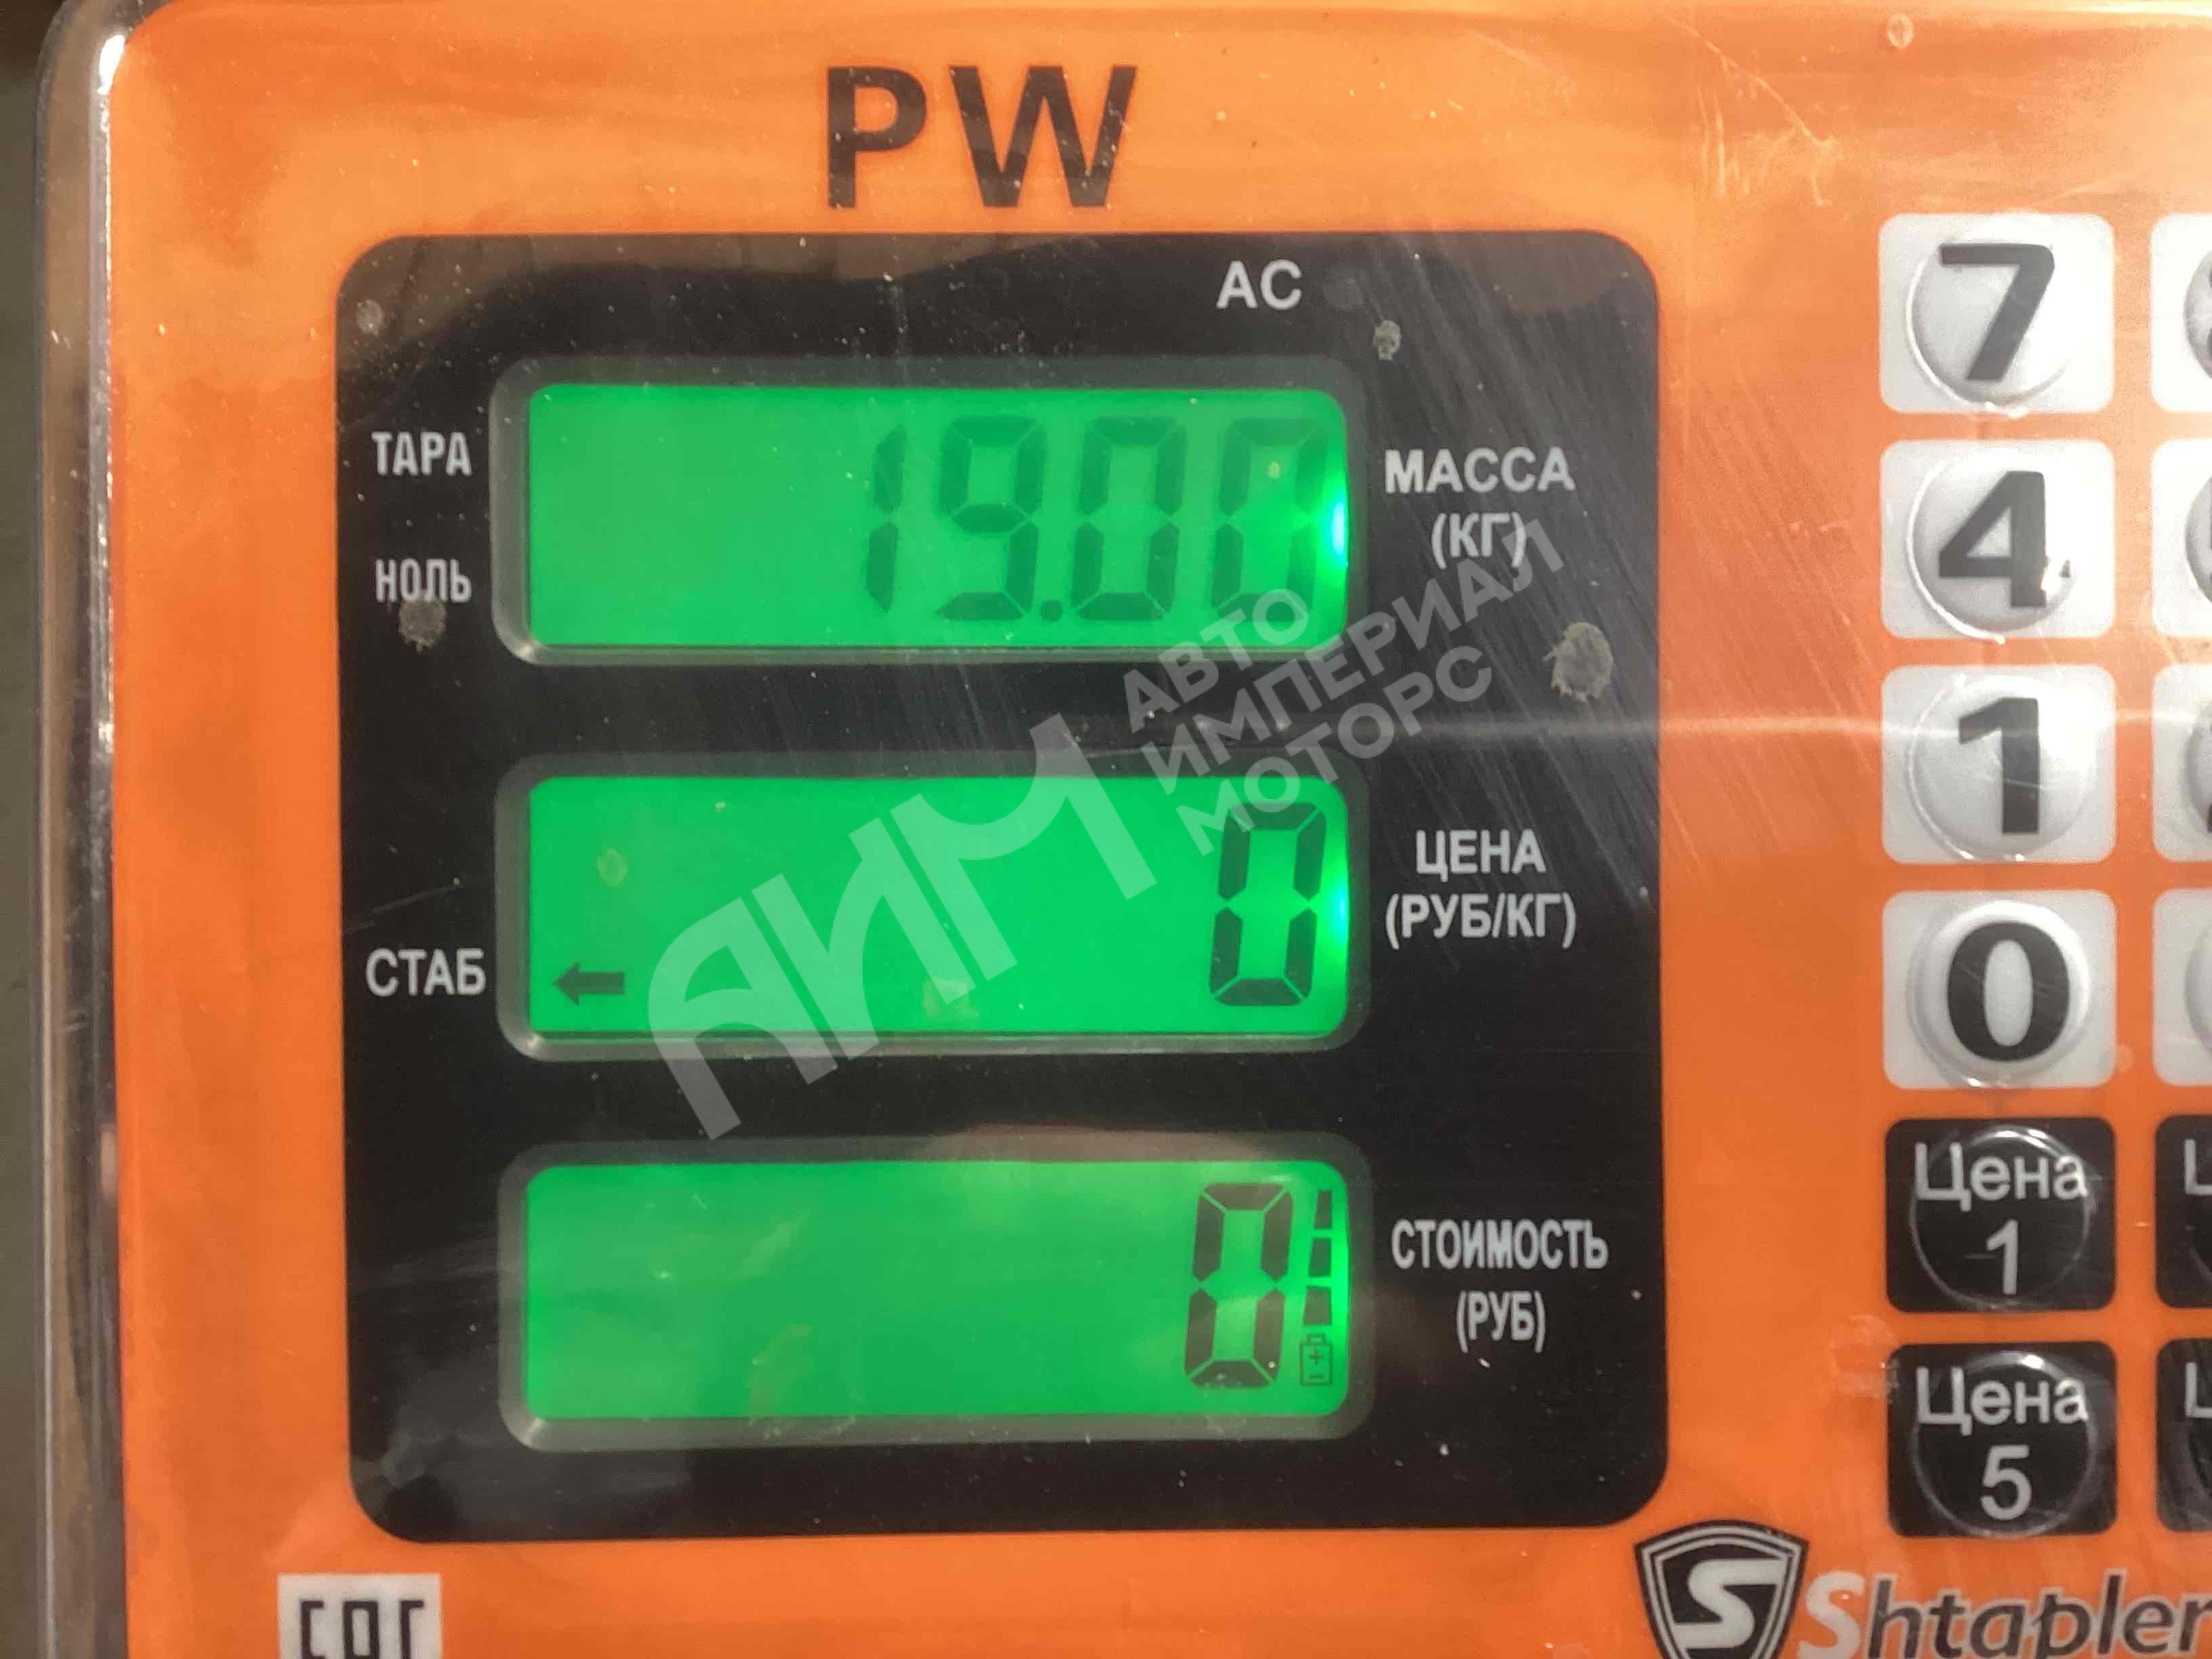 PW
AC
ТАРА
19.00
МАССА
(КГ)
НОЛЬ
АВТО
ИМПЕРИАЛ
МОТОРС
АИМ
0
ЦЕНА
(РУБ/КГ)
СТАБ
0
СТОИМОСТЬ
(РУБ)
7
4
1
0
Цена
1
Цена
5
EAC
Shtapler